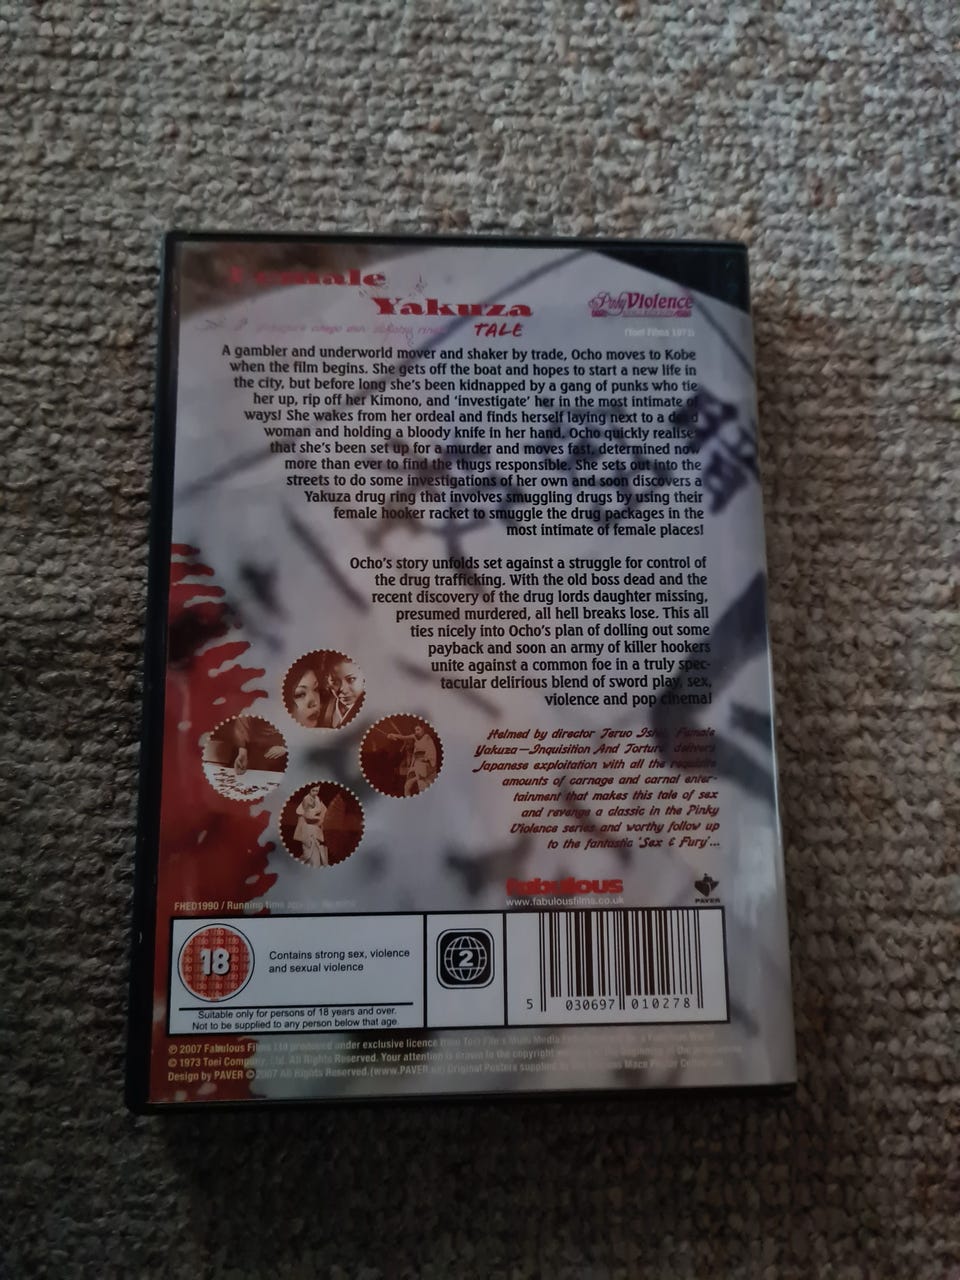 Female
Yakuza
TALE
Pinky Violence
(Toei Films 1973)
A gambler and underworld mover and shaker by trade, Ocho moves to Kobe
when the film begins. She gets off the boat and hopes to start a new life in
the city, but before long she's been kidnapped by a gang of punks who tie
her up, rip off her Kimono, and 'investigate' her in the most intimate of
ways! She wakes from her ordeal and finds herself laying next to a dead
woman and holding a bloody knife in her hand. Ocho quickly realises
that she's been set up for a murder and moves fast, determined now
more than ever to find the thugs responsible. She sets out into the
streets to do some investigations of her own and soon discovers a
Yakuza drug ring that involves smuggling drugs by using their
female hooker racket to smuggle the drug packages in the
most intimate of female places!
Ocho's story unfolds set against a struggle for control of
the drug trafficking. With the old boss dead and the
recent discovery of the drug lords daughter missing,
presumed murdered, all hell breaks lose. This all
ties nicely into Ocho's plan of dolling out some
payback and soon an army of killer hookers
unite against a common foe in a truly spec-
tacular delirious blend of sword play, sex,
violence and pop cinema!
Helmed by director Teruo Ishii, Female
Yakuza—Inquisition And Torture delivers
Japanese exploitation with all the requisite
amounts of carnage and carnal enter-
tainment that makes this tale of sex
and revenge a classic in the Pinky
Violence series and worthy follow up
to the fantastic 'Sex & Fury'...
fabulous
www.fabulousfilms.co.uk
PAVER
FHED1990 / Running time
18
Contains strong sex, violence
and sexual violence
Suitable only for persons of 18 years and over.
Not to be supplied to any person below that age.
2
5 030697 010278
℗ 2007 Fabulous Films Ltd produced under exclusive licence from Toei
© 1973 Toei Company, Ltd. All Rights Reserved. Your attention is drawn to the copyright
Design by PAVER © 2007 All Rights Reserved. Original Posters supplied